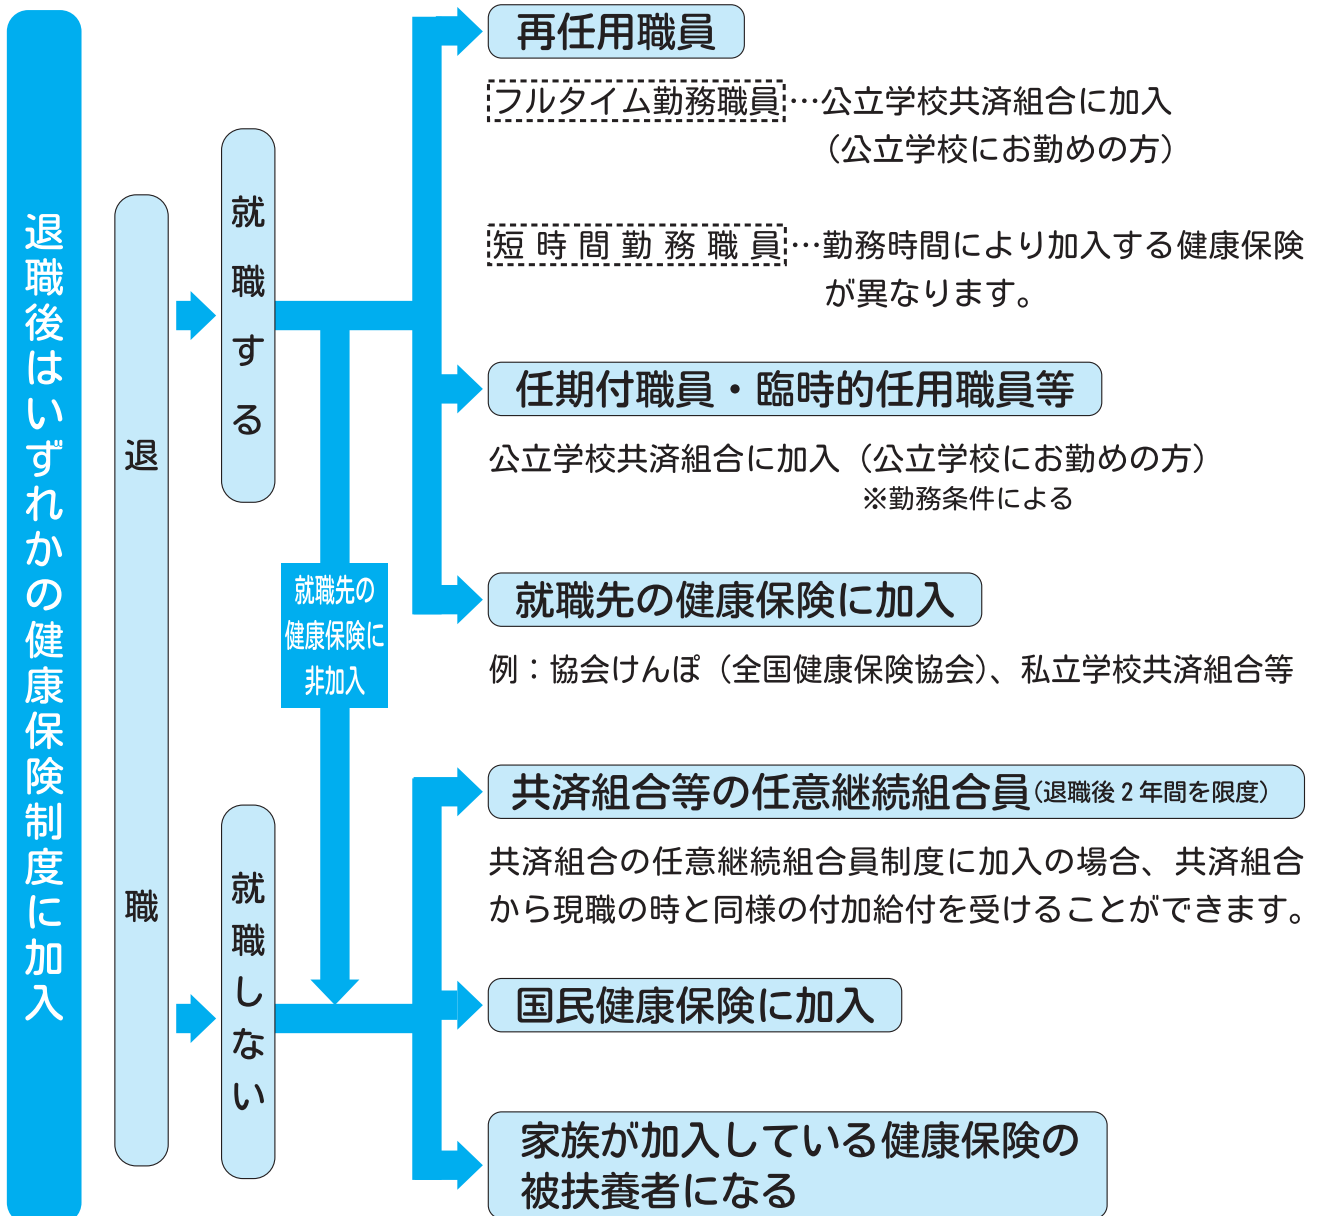 退職後はいずれかの健康保険制度に加入
退職
就職する
再任用職員
フルタイム勤務職員…公立学校共済組合に加入
（公立学校にお勤めの方）
短時間勤務職員…勤務時間により加入する健康保険
が異なります。
任期付職員・臨時的任用職員等
公立学校共済組合に加入（公立学校にお勤めの方）
※勤務条件による
就職先の健康保険に加入
例：協会けんぽ（全国健康保険協会）、私立学校共済組合等
就職先の
健康保険に
非加入
就職しない
共済組合等の任意継続組合員（退職後2年間を限度）
共済組合の任意継続組合員制度に加入の場合、共済組合
から現職の時と同様の付加給付を受けることができます。
国民健康保険に加入
家族が加入している健康保険の
被扶養者になる